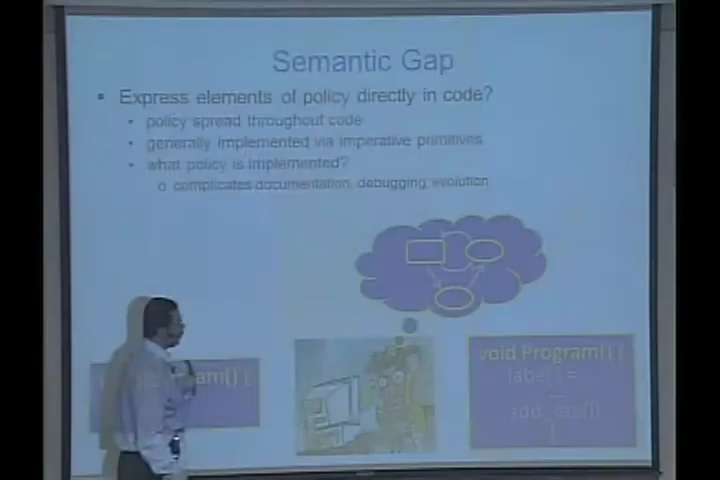 Semantic Gap
▪ Express elements of policy directly in code?
• policy spread throughout code
• generally implemented via imperative primitives
• what policy is implemented?
o complicates documentation, debugging, evolution
void Program() {
label l = ...
...
}